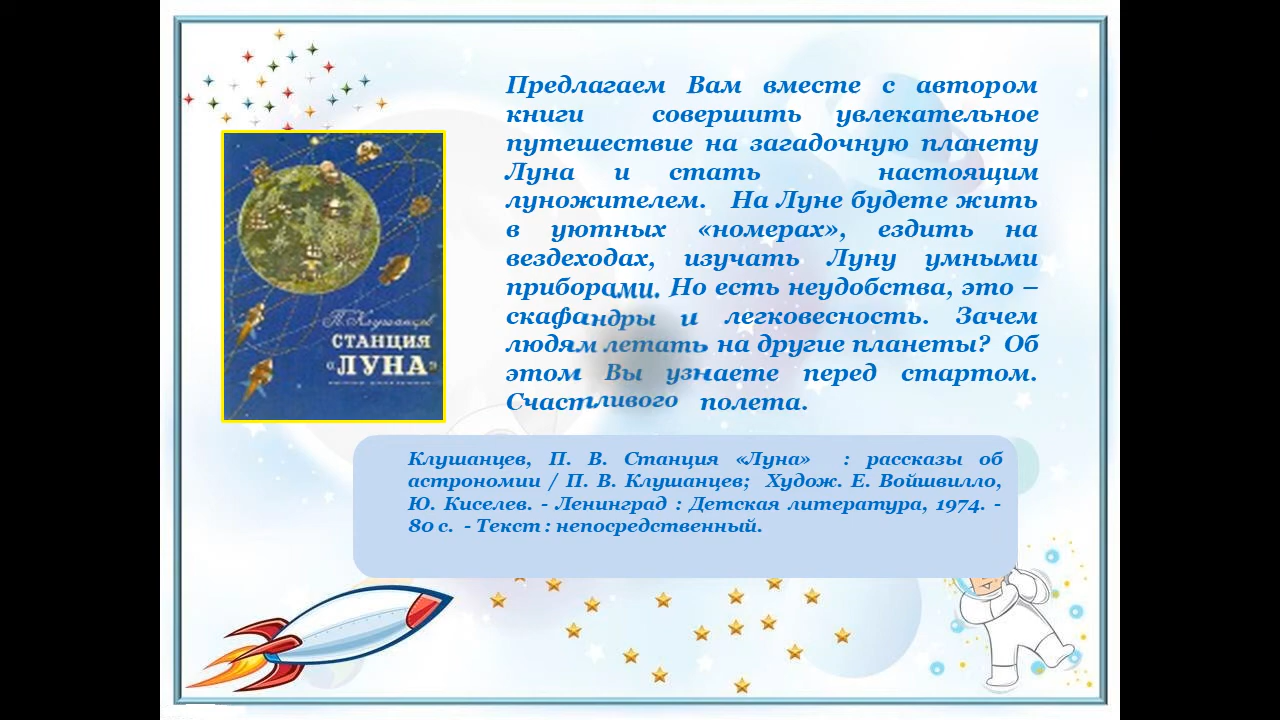 Предлагаем Вам вместе с автором
книги совершить увлекательное
путешествие на загадочную планету
Луна и стать настоящим
луножителем. На Луне будете жить
в уютных «номерах», ездить на
вездеходах, изучать Луну умными
приборами. Но есть неудобства, это –
скафандры и легковесность. Зачем
людям летать на другие планеты? Об
этом Вы узнаете перед стартом.
Счастливого полета.
П. Клушанцев
СТАНЦИЯ
«ЛУНА»
Клушанцев, П. В. Станция «Луна» : рассказы об
астрономии / П. В. Клушанцев; Худож. Е. Войшвилло,
Ю. Киселев. - Ленинград : Детская литература, 1974. -
80 с. - Текст : непосредственный.